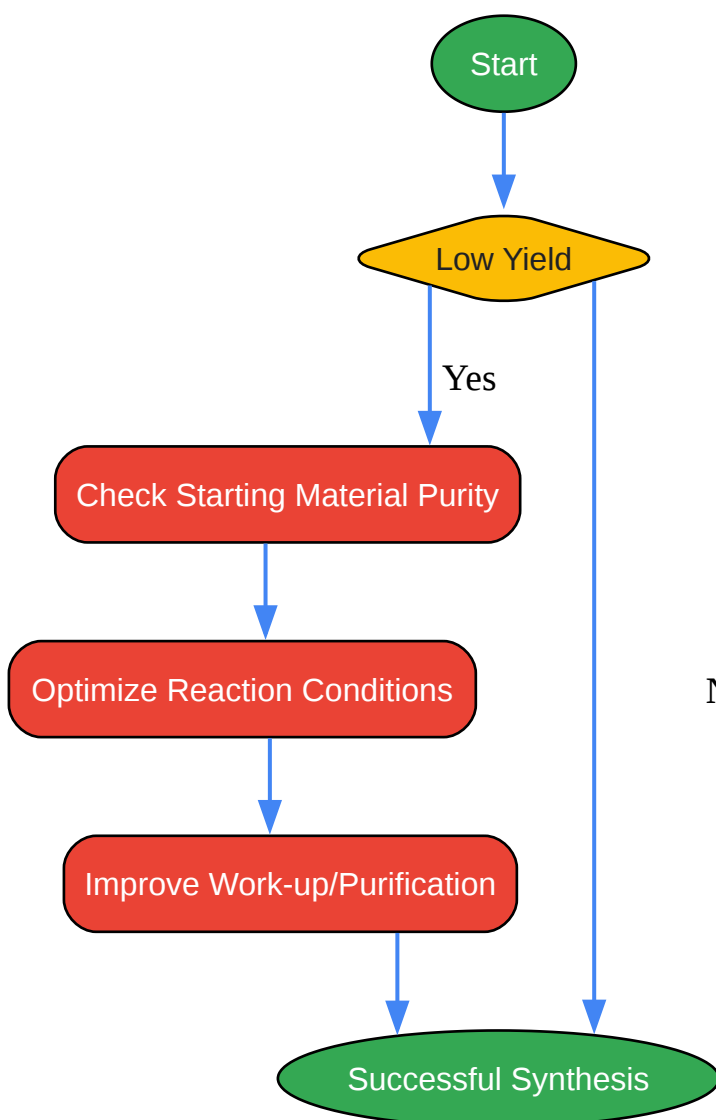 Start
Low Yield
Yes
Check Starting Material Purity
Optimize Reaction Conditions
Improve Work-up/Purification
Successful Synthesis